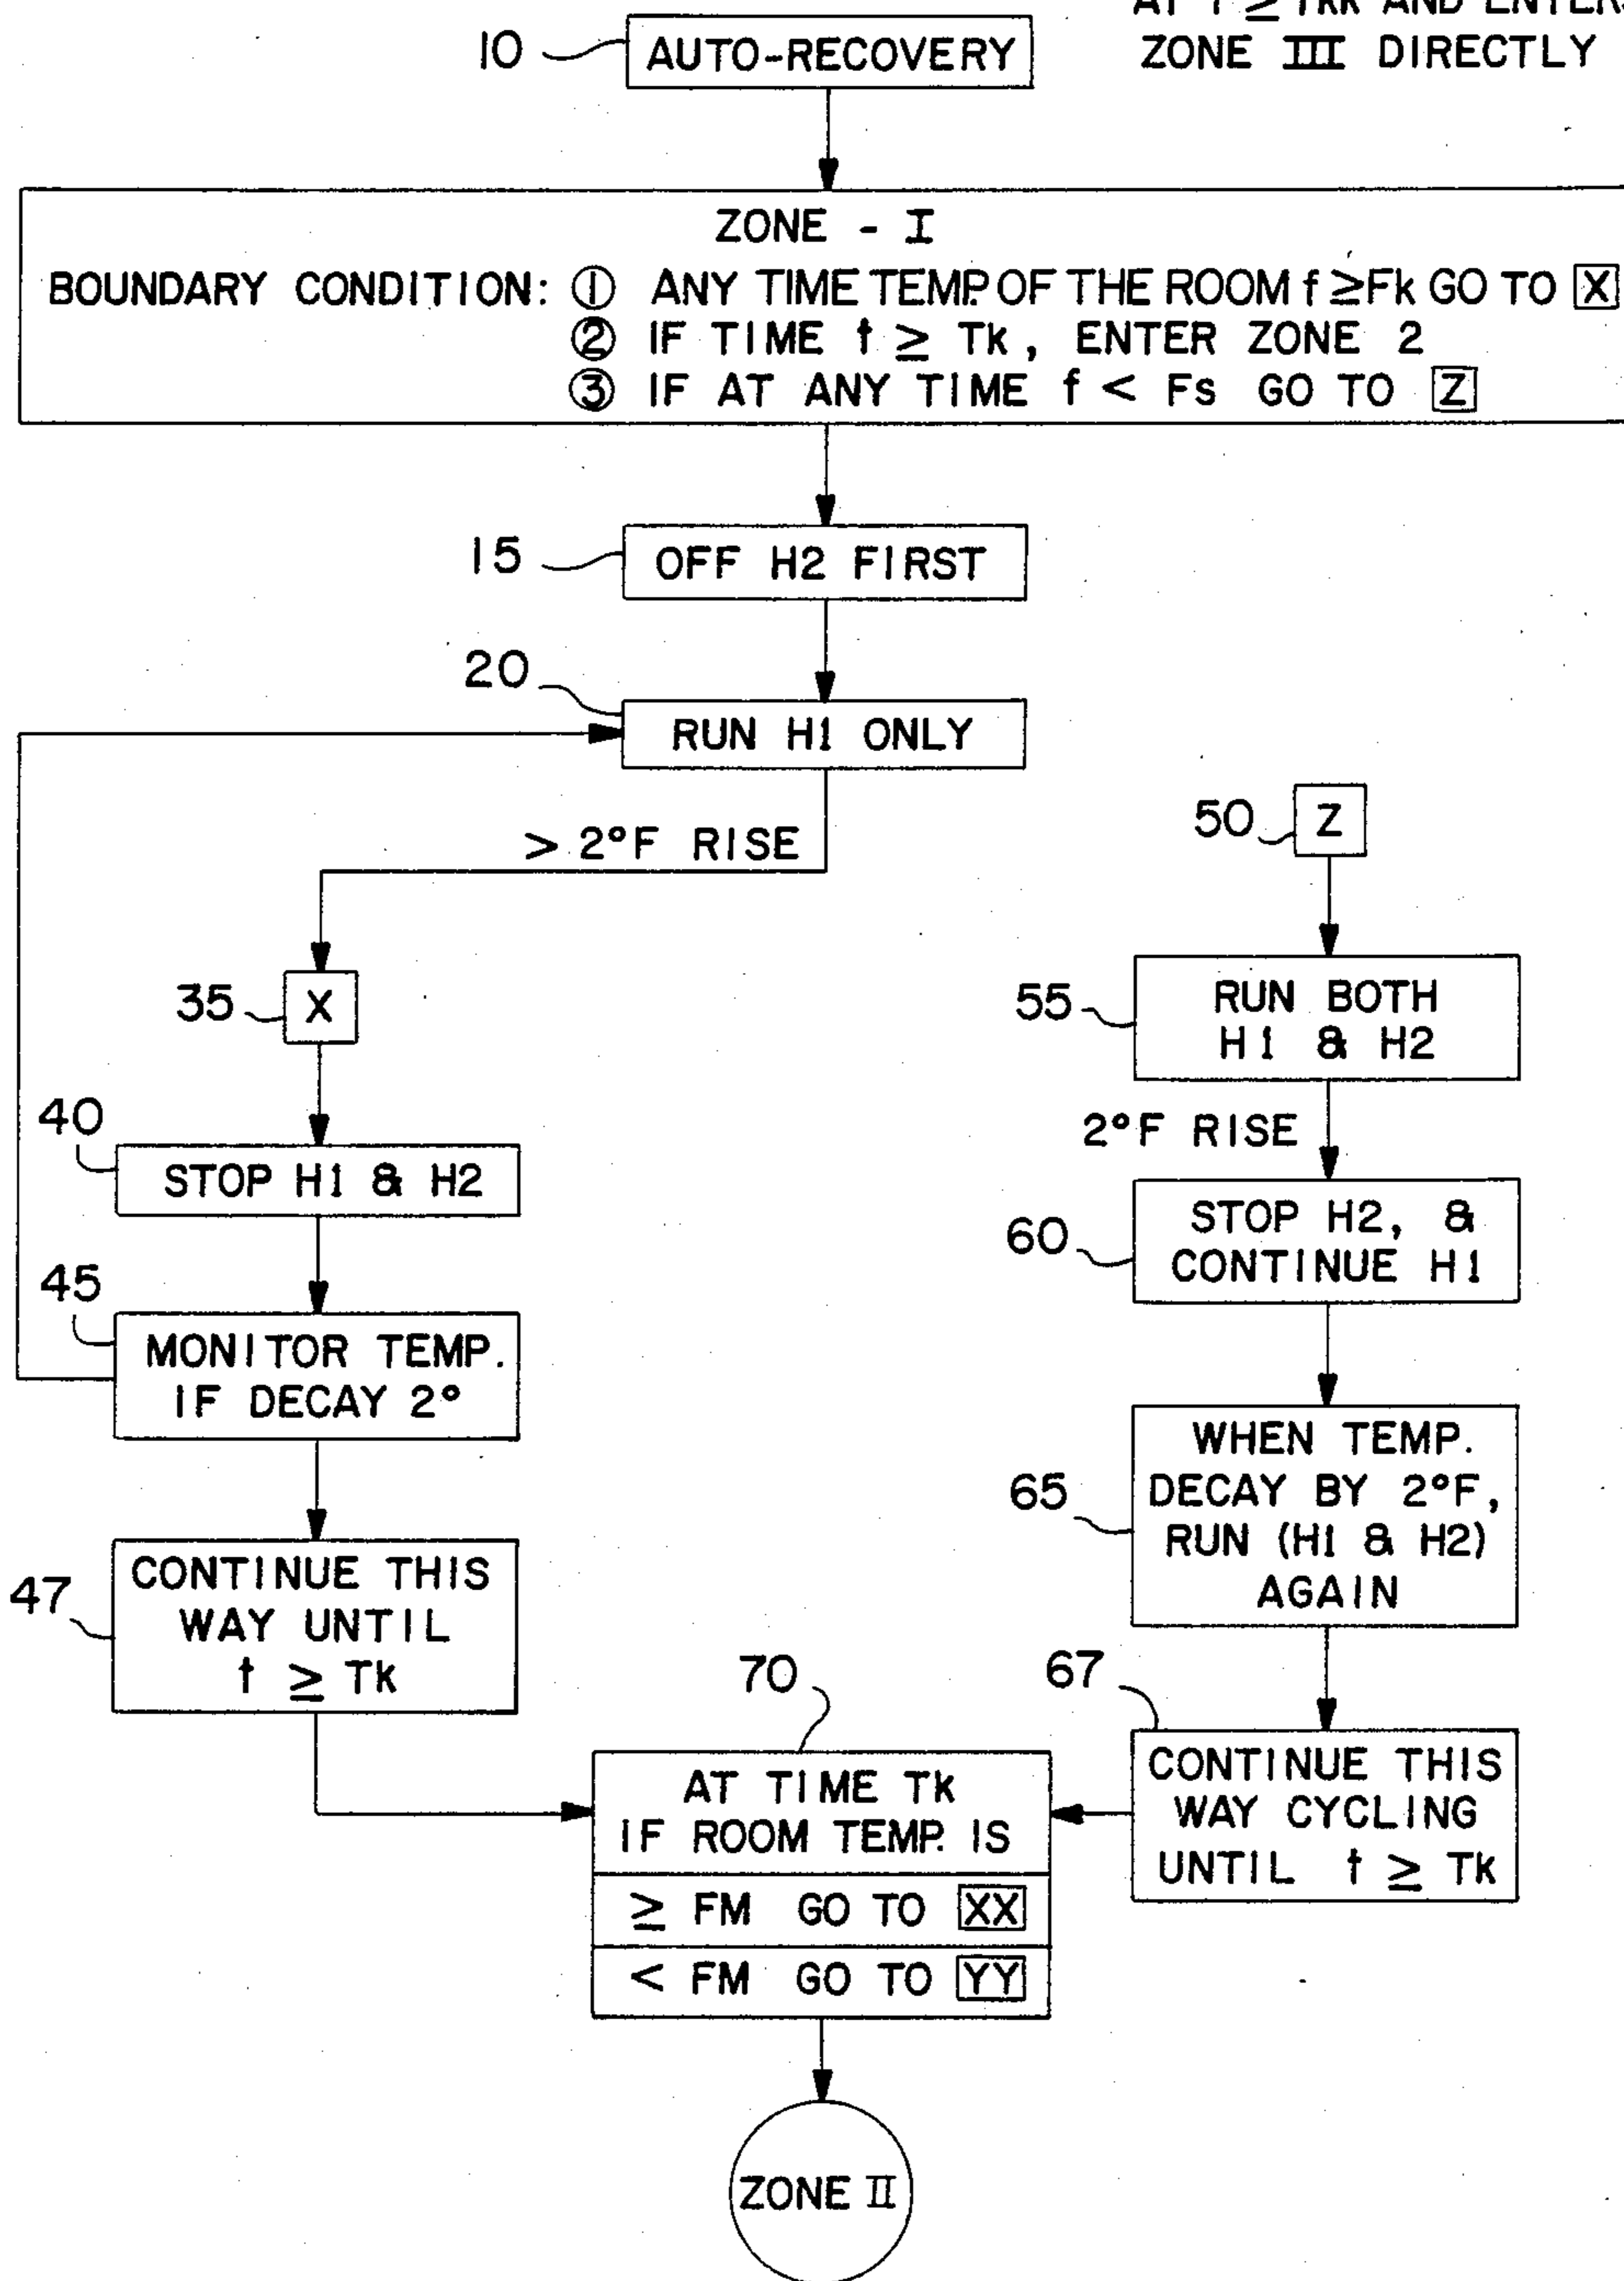 AT t ≥ TKK AND ENTERS
ZONE III DIRECTLY
10
AUTO-RECOVERY
ZONE - I
BOUNDARY CONDITION: ① ANY TIME TEMP. OF THE ROOM f ≥ Fk GO TO X
② IF TIME t ≥ Tk, ENTER ZONE 2
③ IF AT ANY TIME f < Fs GO TO Z
15
OFF H2 FIRST
20
RUN H1 ONLY
> 2°F RISE
50
Z
35
X
55
RUN BOTH
H1 & H2
40
STOP H1 & H2
2°F RISE
60
STOP H2, &
CONTINUE H1
45
MONITOR TEMP.
IF DECAY 2°
65
WHEN TEMP.
DECAY BY 2°F,
RUN (H1 & H2)
AGAIN
47
CONTINUE THIS
WAY UNTIL
t ≥ TK
70
AT TIME TK
IF ROOM TEMP. IS
≥ FM GO TO XX
< FM GO TO YY
67
CONTINUE THIS
WAY CYCLING
UNTIL t ≥ TK
ZONE II